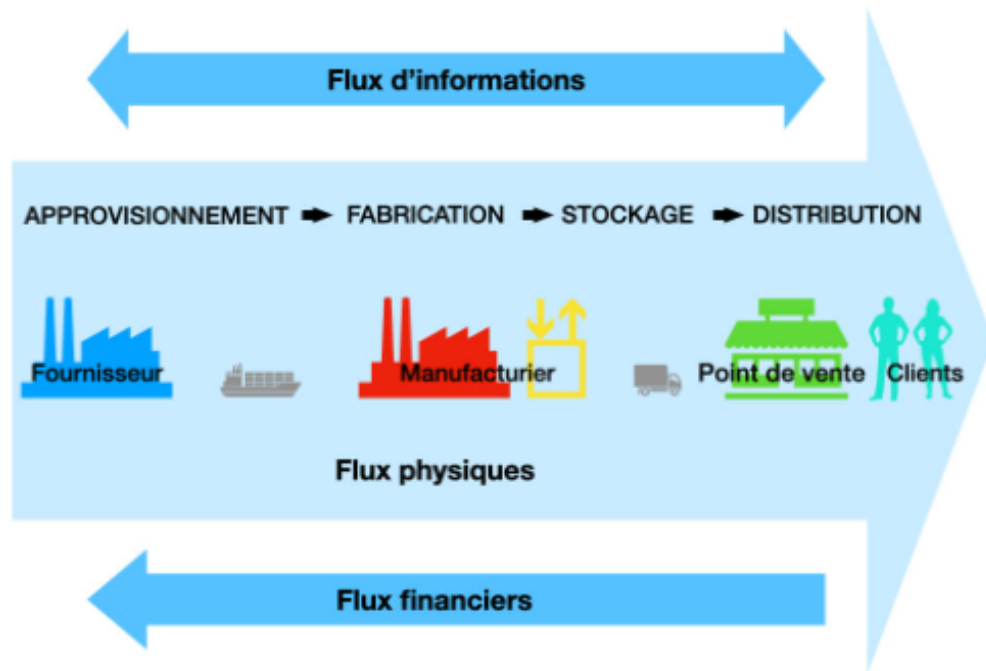 Flux d’informations
APPROVISIONNEMENT ➡ FABRICATION ➡ STOCKAGE ➡ DISTRIBUTION
Fournisseur Manufacturier Point de vente Clients
Flux physiques
Flux financiers